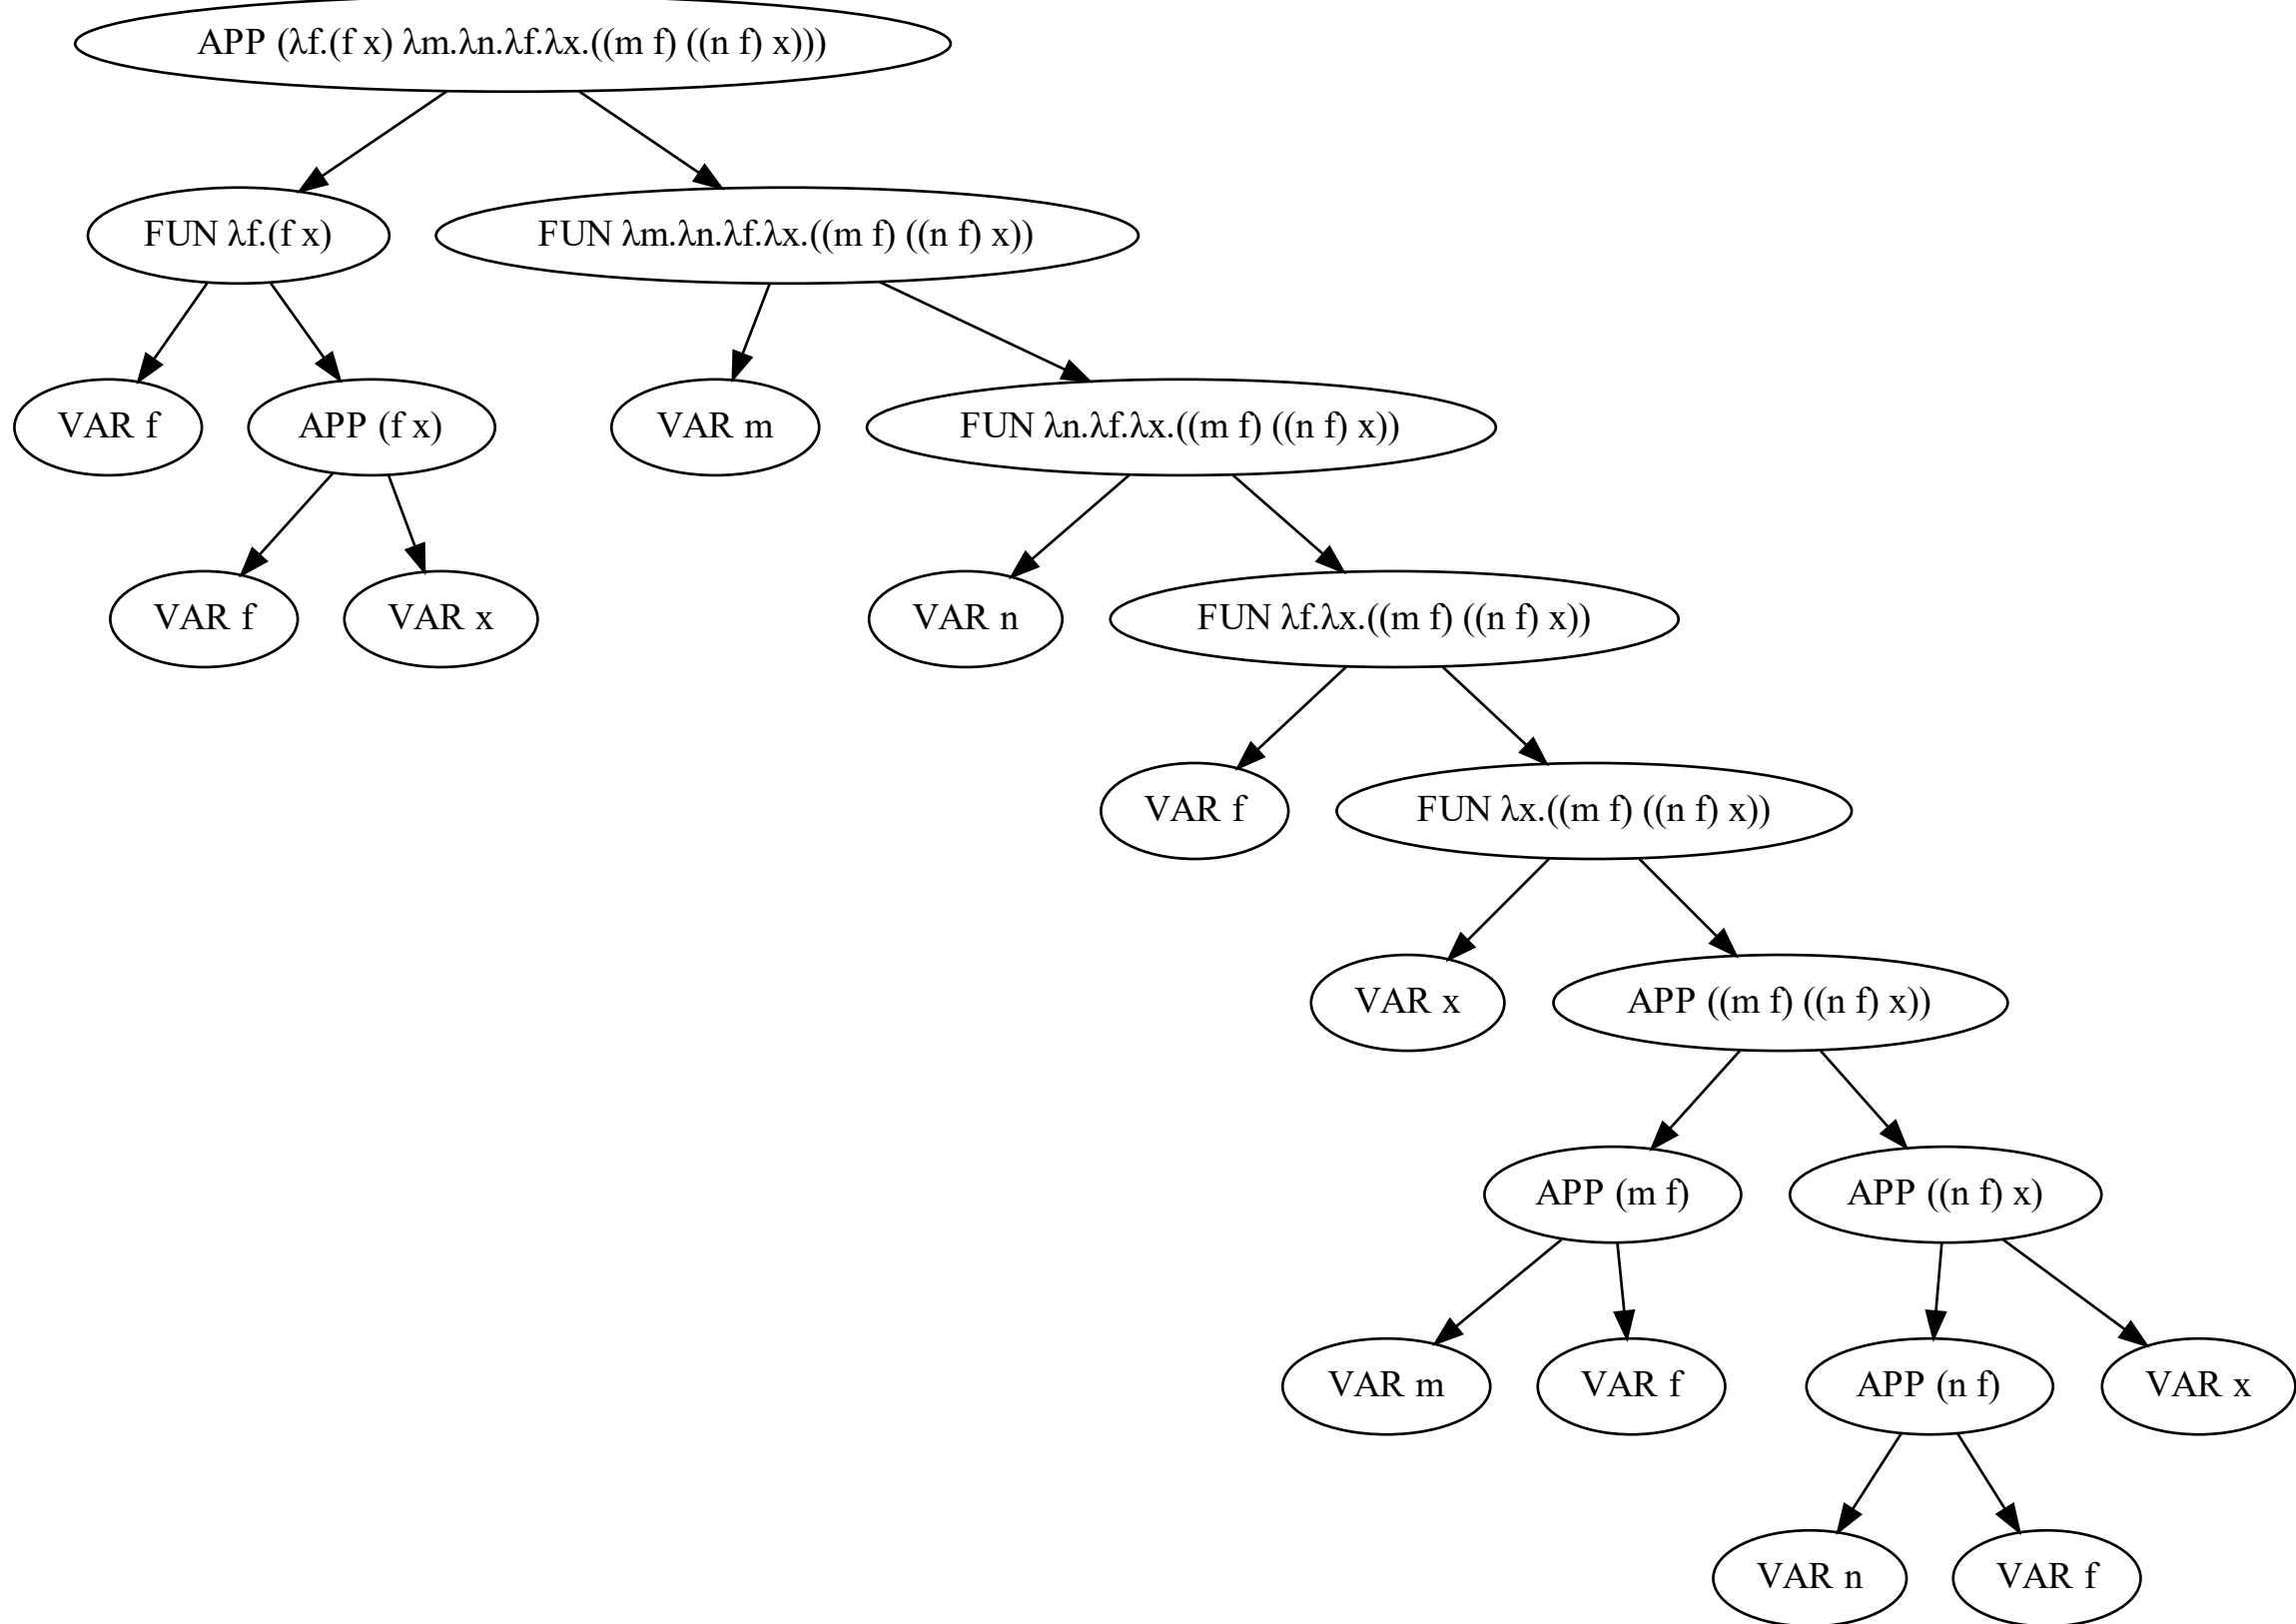 APP (λf.(f x) λm.λn.λf.λx.((m f) ((n f) x)))
FUN λf.(f x)
FUN λm.λn.λf.λx.((m f) ((n f) x))
VAR f
APP (f x)
VAR m
FUN λn.λf.λx.((m f) ((n f) x))
VAR f
VAR x
VAR n
FUN λf.λx.((m f) ((n f) x))
VAR f
FUN λx.((m f) ((n f) x))
VAR x
APP ((m f) ((n f) x))
APP (m f)
APP ((n f) x)
VAR m
VAR f
APP (n f)
VAR x
VAR n
VAR f